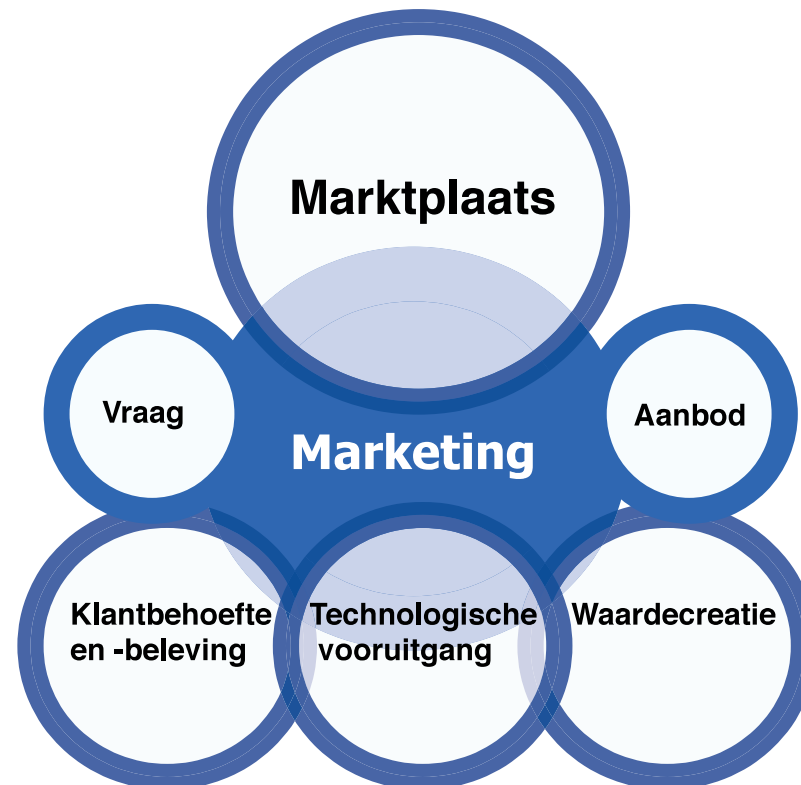 Marktplaats
Vraag
Aanbod
Marketing
Klantbehoefte
en -beleving
Technologische
vooruitgang
Waardecreatie